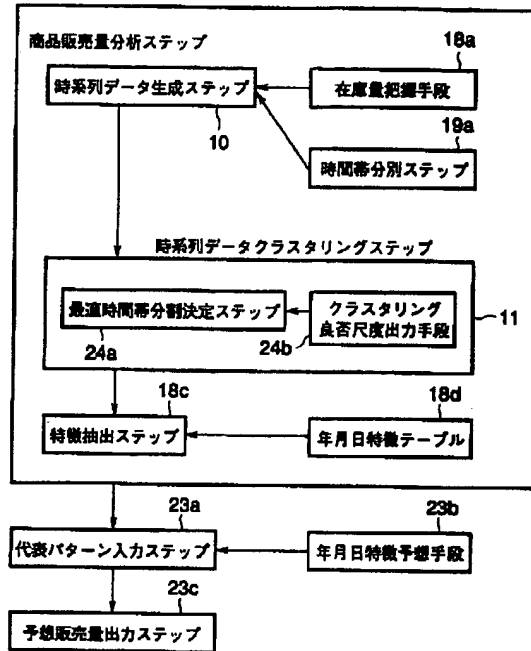 商品販売量分析ステップ
18a
時系列データ生成ステップ
在庫量把握手段
10
19a
時間帯分別ステップ
時系列データクラスタリングステップ
最適時間帯分割決定ステップ
クラスタリング
良否尺度出力手段
11
24a
24b
18c
18d
特徴抽出ステップ
年月日特徴テーブル
23a
23b
代表パターン入力ステップ
年月日特徴予想手段
23c
予想販売量出力ステップ